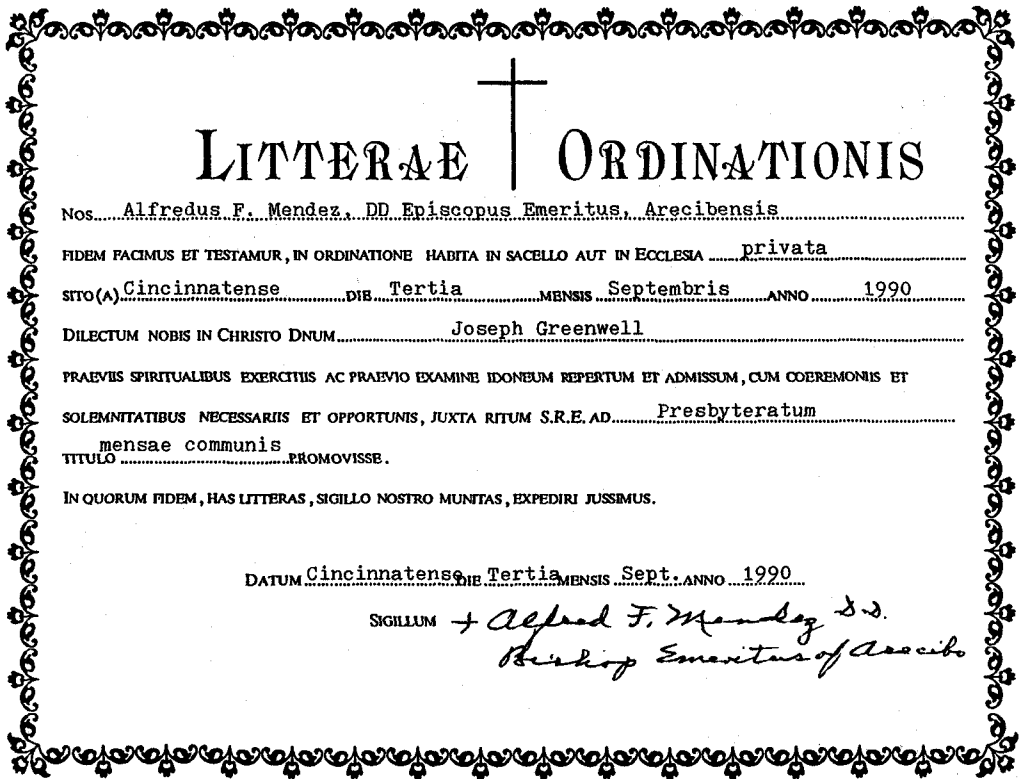 LITTERAE ORDINATIONIS
NOS Alfredus F. Mendez, DD Episcopus Emeritus, Arecibensis
FIDEM FACIMUS ET TESTAMUR, IN ORDINATIONE HABITA IN SACELLO AUT IN ECCLESIA privata
SITO(A) Cincinnatense DIE Tertia MENSIS Septembris ANNO 1990
DILECTUM NOBIS IN CHRISTO DNUM Joseph Greenwell
PRAEVIIS SPIRITUALIBUS EXERCITIIS AC PRAEVIO EXAMINE IDONEUM REPERTUM ET ADMISSUM, CUM COEREMONIIS ET
SOLEMNITATIBUS NECESSARIIS ET OPPORTUNIS, JUXTA RITUM S.R.E. AD Presbyteratum
TITULO mensae communis PROMOVISSE.
IN QUORUM FIDEM, HAS LITTERAS, SIGILLO NOSTRO MUNITAS, EXPEDIRI JUSSIMUS.
DATUM Cincinnatense DIE Tertia MENSIS Sept. ANNO 1990
SIGILLUM + Alfred F. Mendez D.D.
Bishop Emeritus of Arecibo